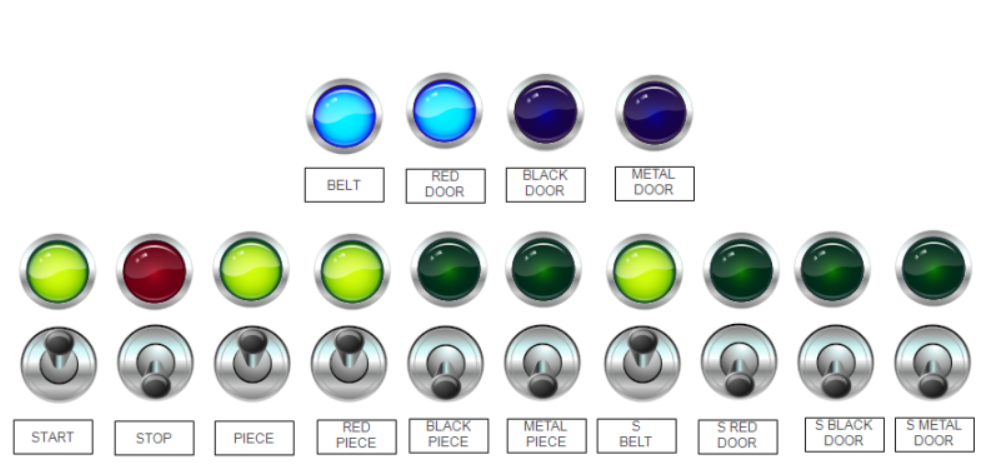 BELT
RED
DOOR
BLACK
DOOR
METAL
DOOR
START
STOP
PIECE
RED
PIECE
BLACK
PIECE
METAL
PIECE
S
BELT
S RED
DOOR
S BLACK
DOOR
S METAL
DOOR